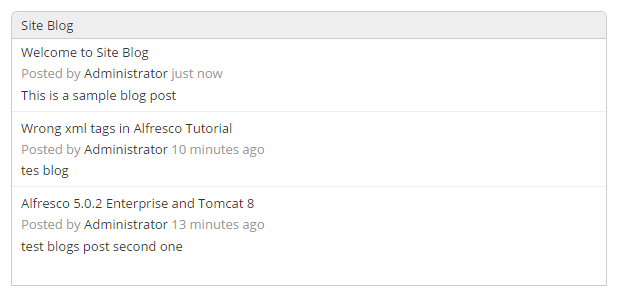 Site Blog
Welcome to Site Blog
Posted by Administrator just now
This is a sample blog post
Wrong xml tags in Alfresco Tutorial
Posted by Administrator 10 minutes ago
tes blog
Alfresco 5.0.2 Enterprise and Tomcat 8
Posted by Administrator 13 minutes ago
test blogs post second one